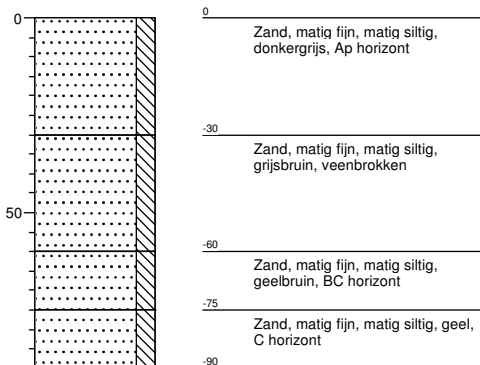 0
0
Zand, matig fijn, matig siltig,
donkergrijs, Ap horizont
-30
Zand, matig fijn, matig siltig,
grijsbruin, veenbrokken
50
-60
Zand, matig fijn, matig siltig,
geelbruin, BC horizont
-75
Zand, matig fijn, matig siltig, geel,
C horizont
-90